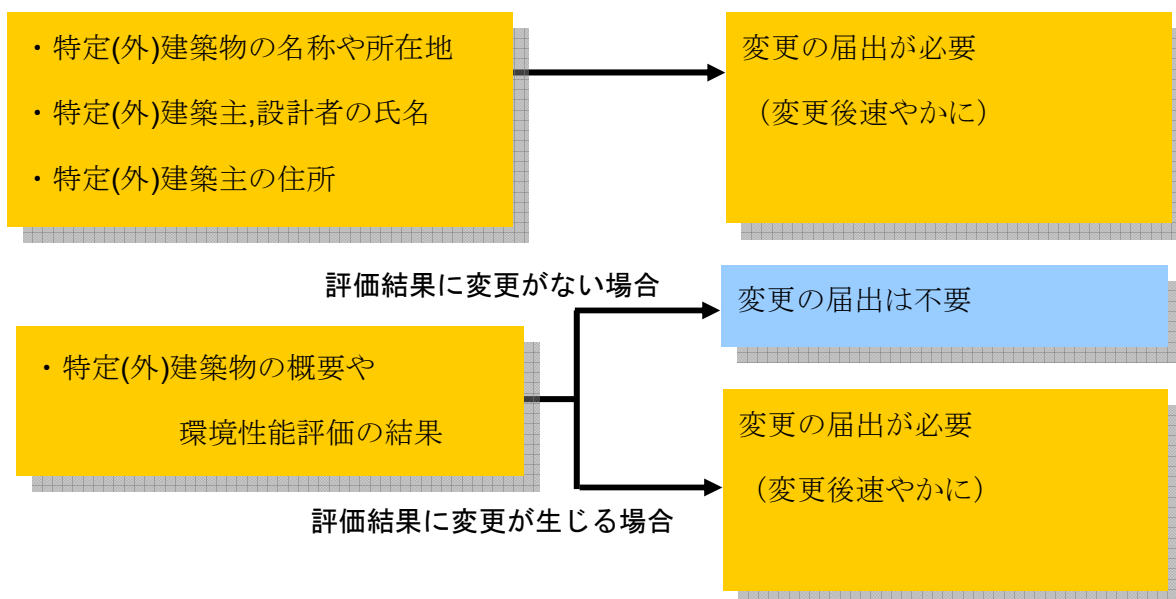 ・特定(外)建築物の名称や所在地
・特定(外)建築主,設計者の氏名
・特定(外)建築主の住所
変更の届出が必要
（変更後速やかに）
評価結果に変更がない場合
変更の届出は不要
・特定(外)建築物の概要や
環境性能評価の結果
変更の届出が必要
（変更後速やかに）
評価結果に変更が生じる場合